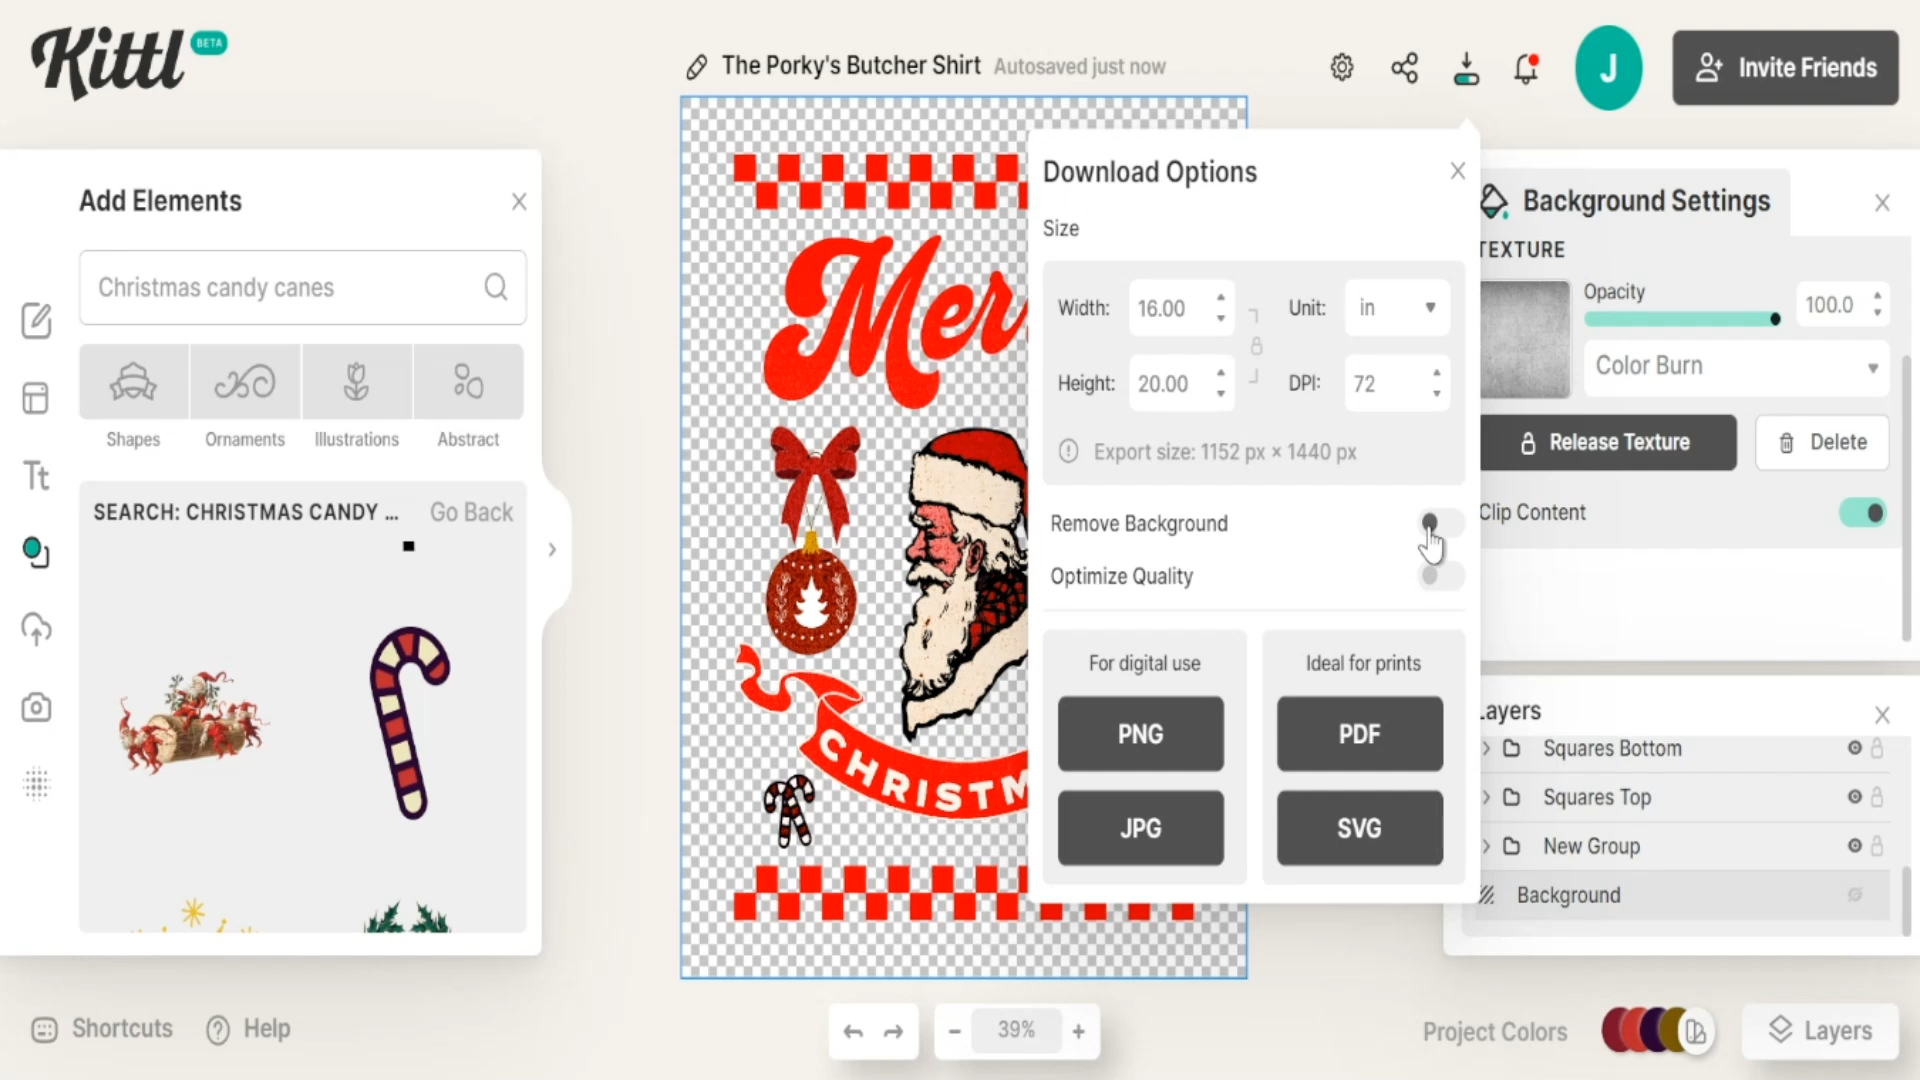 Kittl BETA
The Porky's Butcher Shirt Autosaved just now
J
Invite Friends
Add Elements
Christmas candy canes
Shapes Ornaments Illustrations Abstract
SEARCH: CHRISTMAS CANDY ... Go Back
Tt
Mer
CHRISTM
Download Options
Size
Width: 16.00 Unit: in
Height: 20.00 DPI: 72
Export size: 1152 px × 1440 px
Remove Background
Optimize Quality
For digital use Ideal for prints
PNG PDF
JPG SVG
Background Settings
TEXTURE
Opacity
100.0
Color Burn
Release Texture Delete
Clip Content
Layers
Squares Bottom
Squares Top
New Group
Background
Shortcuts Help
39%
Project Colors Layers